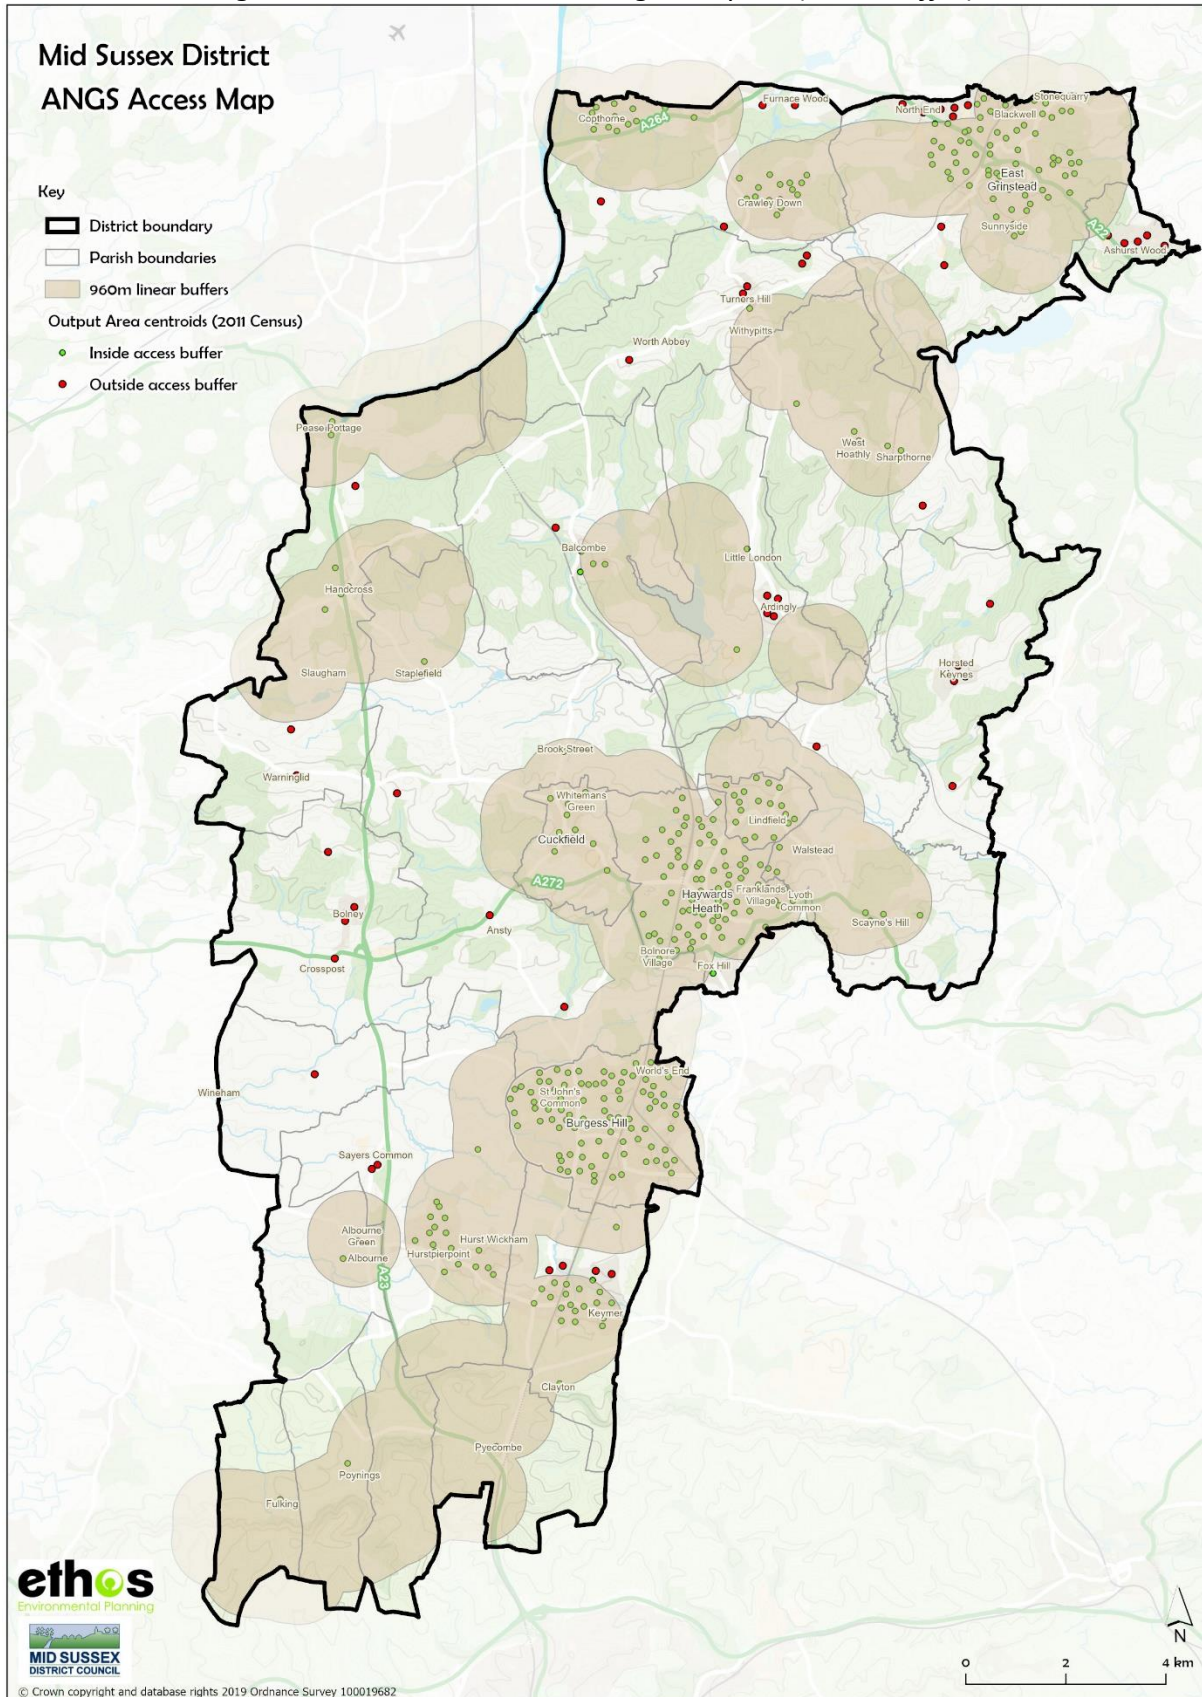 Mid Sussex District
ANGS Access Map
Key
District boundary
Parish boundaries
960m linear buffers
Output Area centroids (2011 Census)
Inside access buffer
Outside access buffer
Furnace Wood
Stonequarry
North End
Blackwell
Copthorne
A264
East
Grinstead
Crawley Down
Sunnyside
A22
Ashurst Wood
Turners Hill
Withypitts
Worth Abbey
Pease Pottage
West
Hoathly
Sharpthorne
Balcombe
Little London
Handcross
Ardingly
Slaugham
Staplefield
Horsted
Keynes
Brook Street
Warninglid
Whitemans
Green
Lindfield
Cuckfield
Walstead
A272
Haywards
Heath
Franklands
Village
Lyoth
Common
Bolney
Ansty
Scayne's Hill
Bolnore
Village
Fox Hill
Crosspost
World's End
Wineham
St John's
Common
Burgess Hill
Sayers Common
Albourne
Green
Albourne
Hurst Wickham
Hurstpierpoint
A23
Keymer
Clayton
Pyecombe
Poynings
Fulking
ethos
Environmental Planning
MID SUSSEX
DISTRICT COUNCIL
N
0 2 4 km
© Crown copyright and database rights 2019 Ordnance Survey 100019682